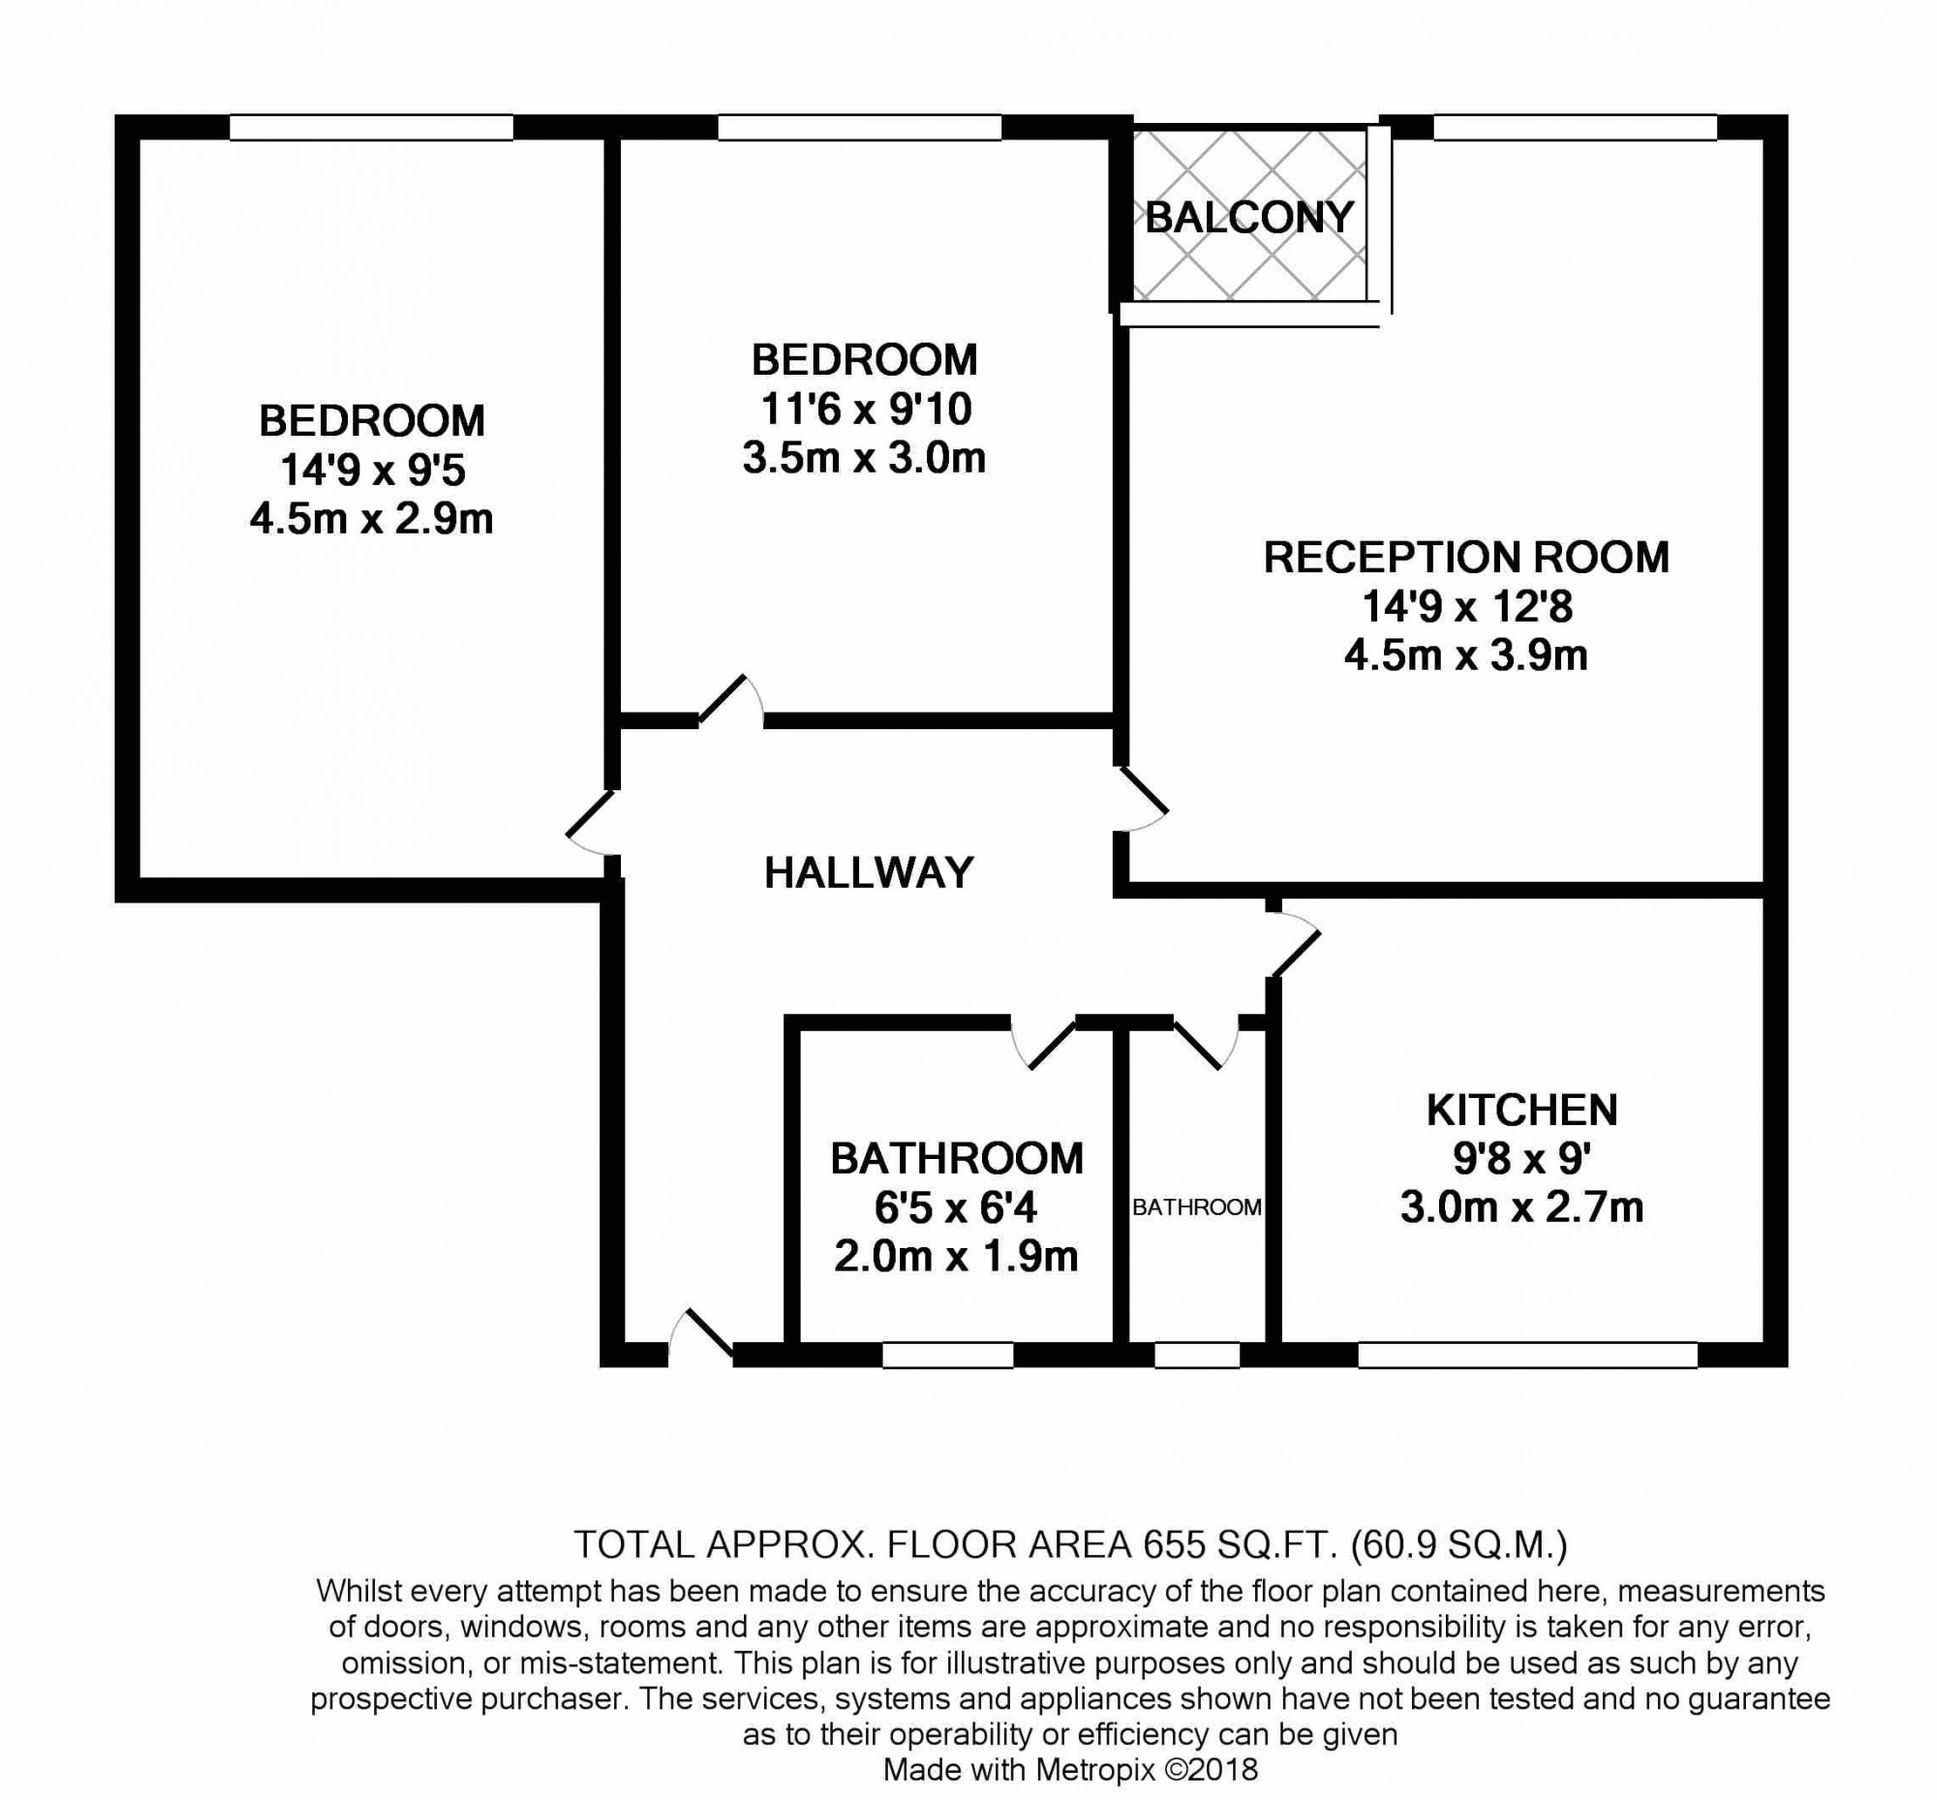 BALCONY
BEDROOM
11'6 x 9'10
3.5m x 3.0m
BEDROOM
14'9 x 9'5
4.5m x 2.9m
RECEPTION ROOM
14'9 x 12'8
4.5m x 3.9m
HALLWAY
KITCHEN
9'8 x 9'
3.0m x 2.7m
BATHROOM
6'5 x 6'4
2.0m x 1.9m
BATHROOM
TOTAL APPROX. FLOOR AREA 655 SQ.FT. (60.9 SQ.M.)
Whilst every attempt has been made to ensure the accuracy of the floor plan contained here, measurements
of doors, windows, rooms and any other items are approximate and no responsibility is taken for any error,
omission, or mis-statement. This plan is for illustrative purposes only and should be used as such by any
prospective purchaser. The services, systems and appliances shown have not been tested and no guarantee
as to their operability or efficiency can be given
Made with Metropix ©2018